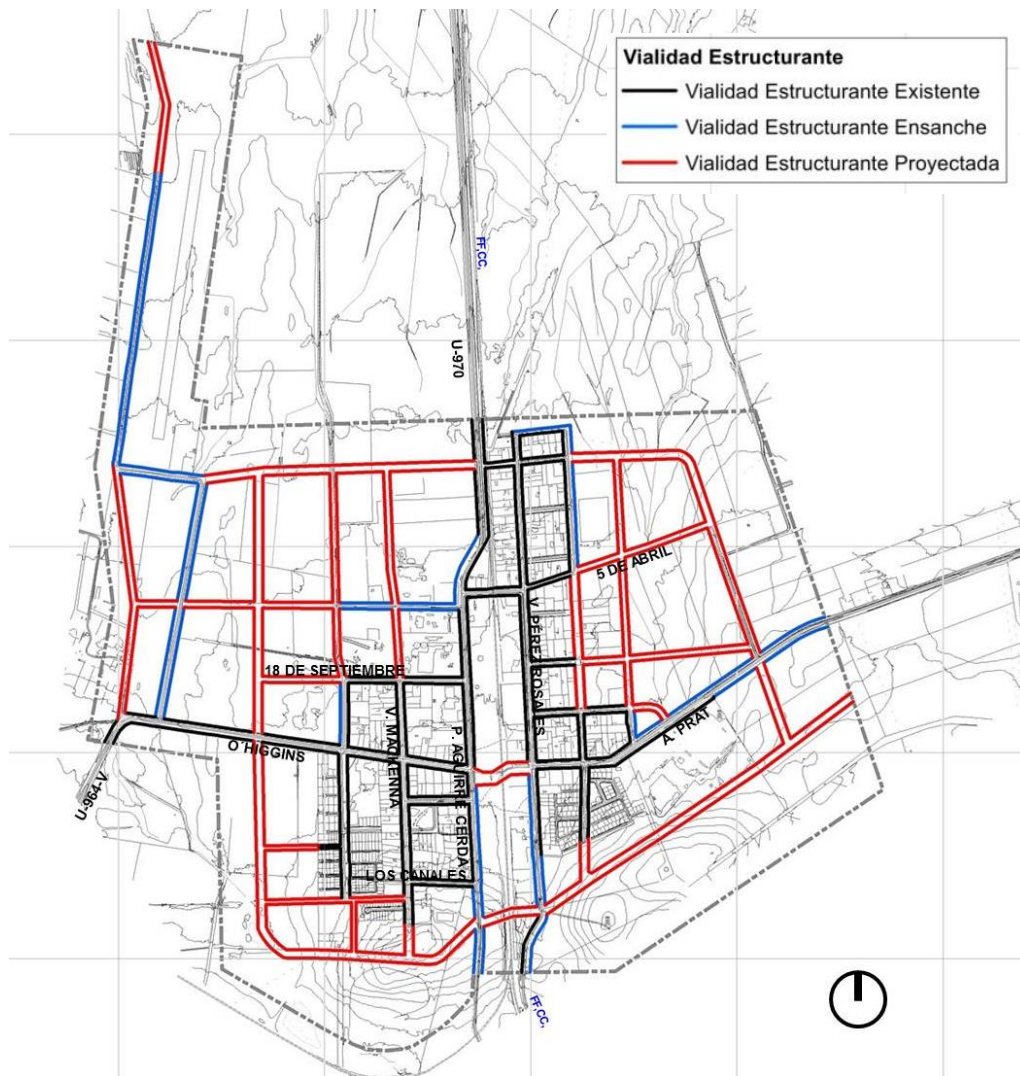 Vialidad Estructurante
Vialidad Estructurante Existente
Vialidad Estructurante Ensanche
Vialidad Estructurante Proyectada
FF,CC,
U-970
5 DE ABRIL
V. PÉREZ ROSALES
18 DE SEPTIEMBRE
V. MACKENNA
P. AGUIRRE CERDA
A. PRAT
O'HIGGINS
U-964-V
LOS CANALES
FF,CC,